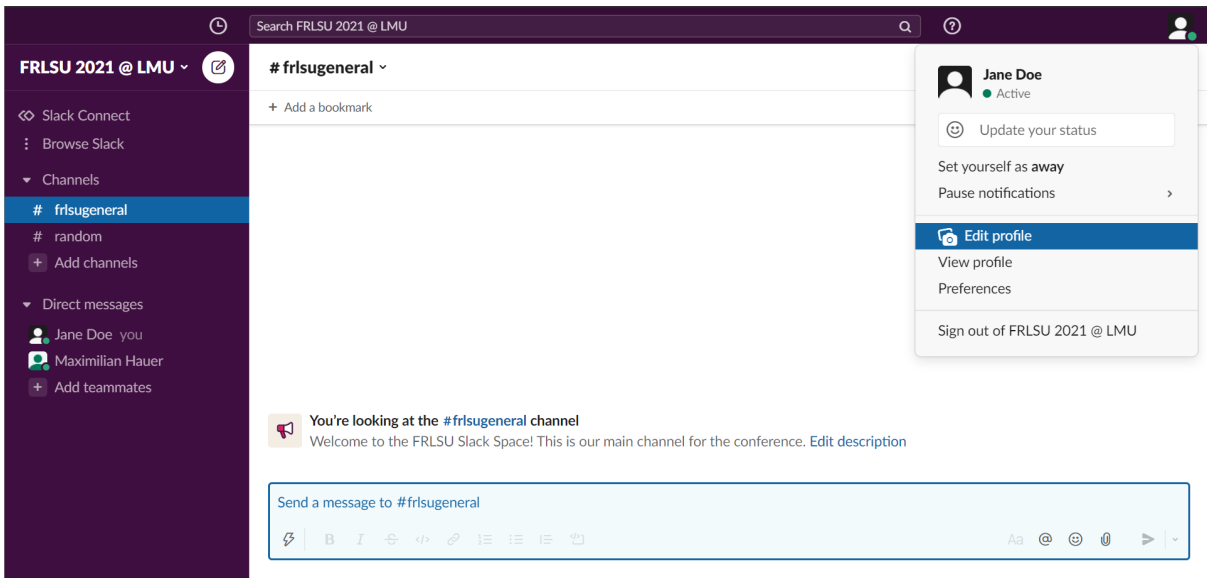 Search FRLSU 2021 @ LMU
FRLSU 2021 @ LMU
Slack Connect
Browse Slack
Channels
# frlsugeneral
# random
+ Add channels
Direct messages
Jane Doe you
Maximilian Hauer
+ Add teammates
# frlsugeneral
+ Add a bookmark
You're looking at the #frlsugeneral channel
Welcome to the FRLSU Slack Space! This is our main channel for the conference. Edit description
Send a message to #frlsugeneral
B I S </>
Aa @
Jane Doe
Active
Update your status
Set yourself as away
Pause notifications
Edit profile
View profile
Preferences
Sign out of FRLSU 2021 @ LMU